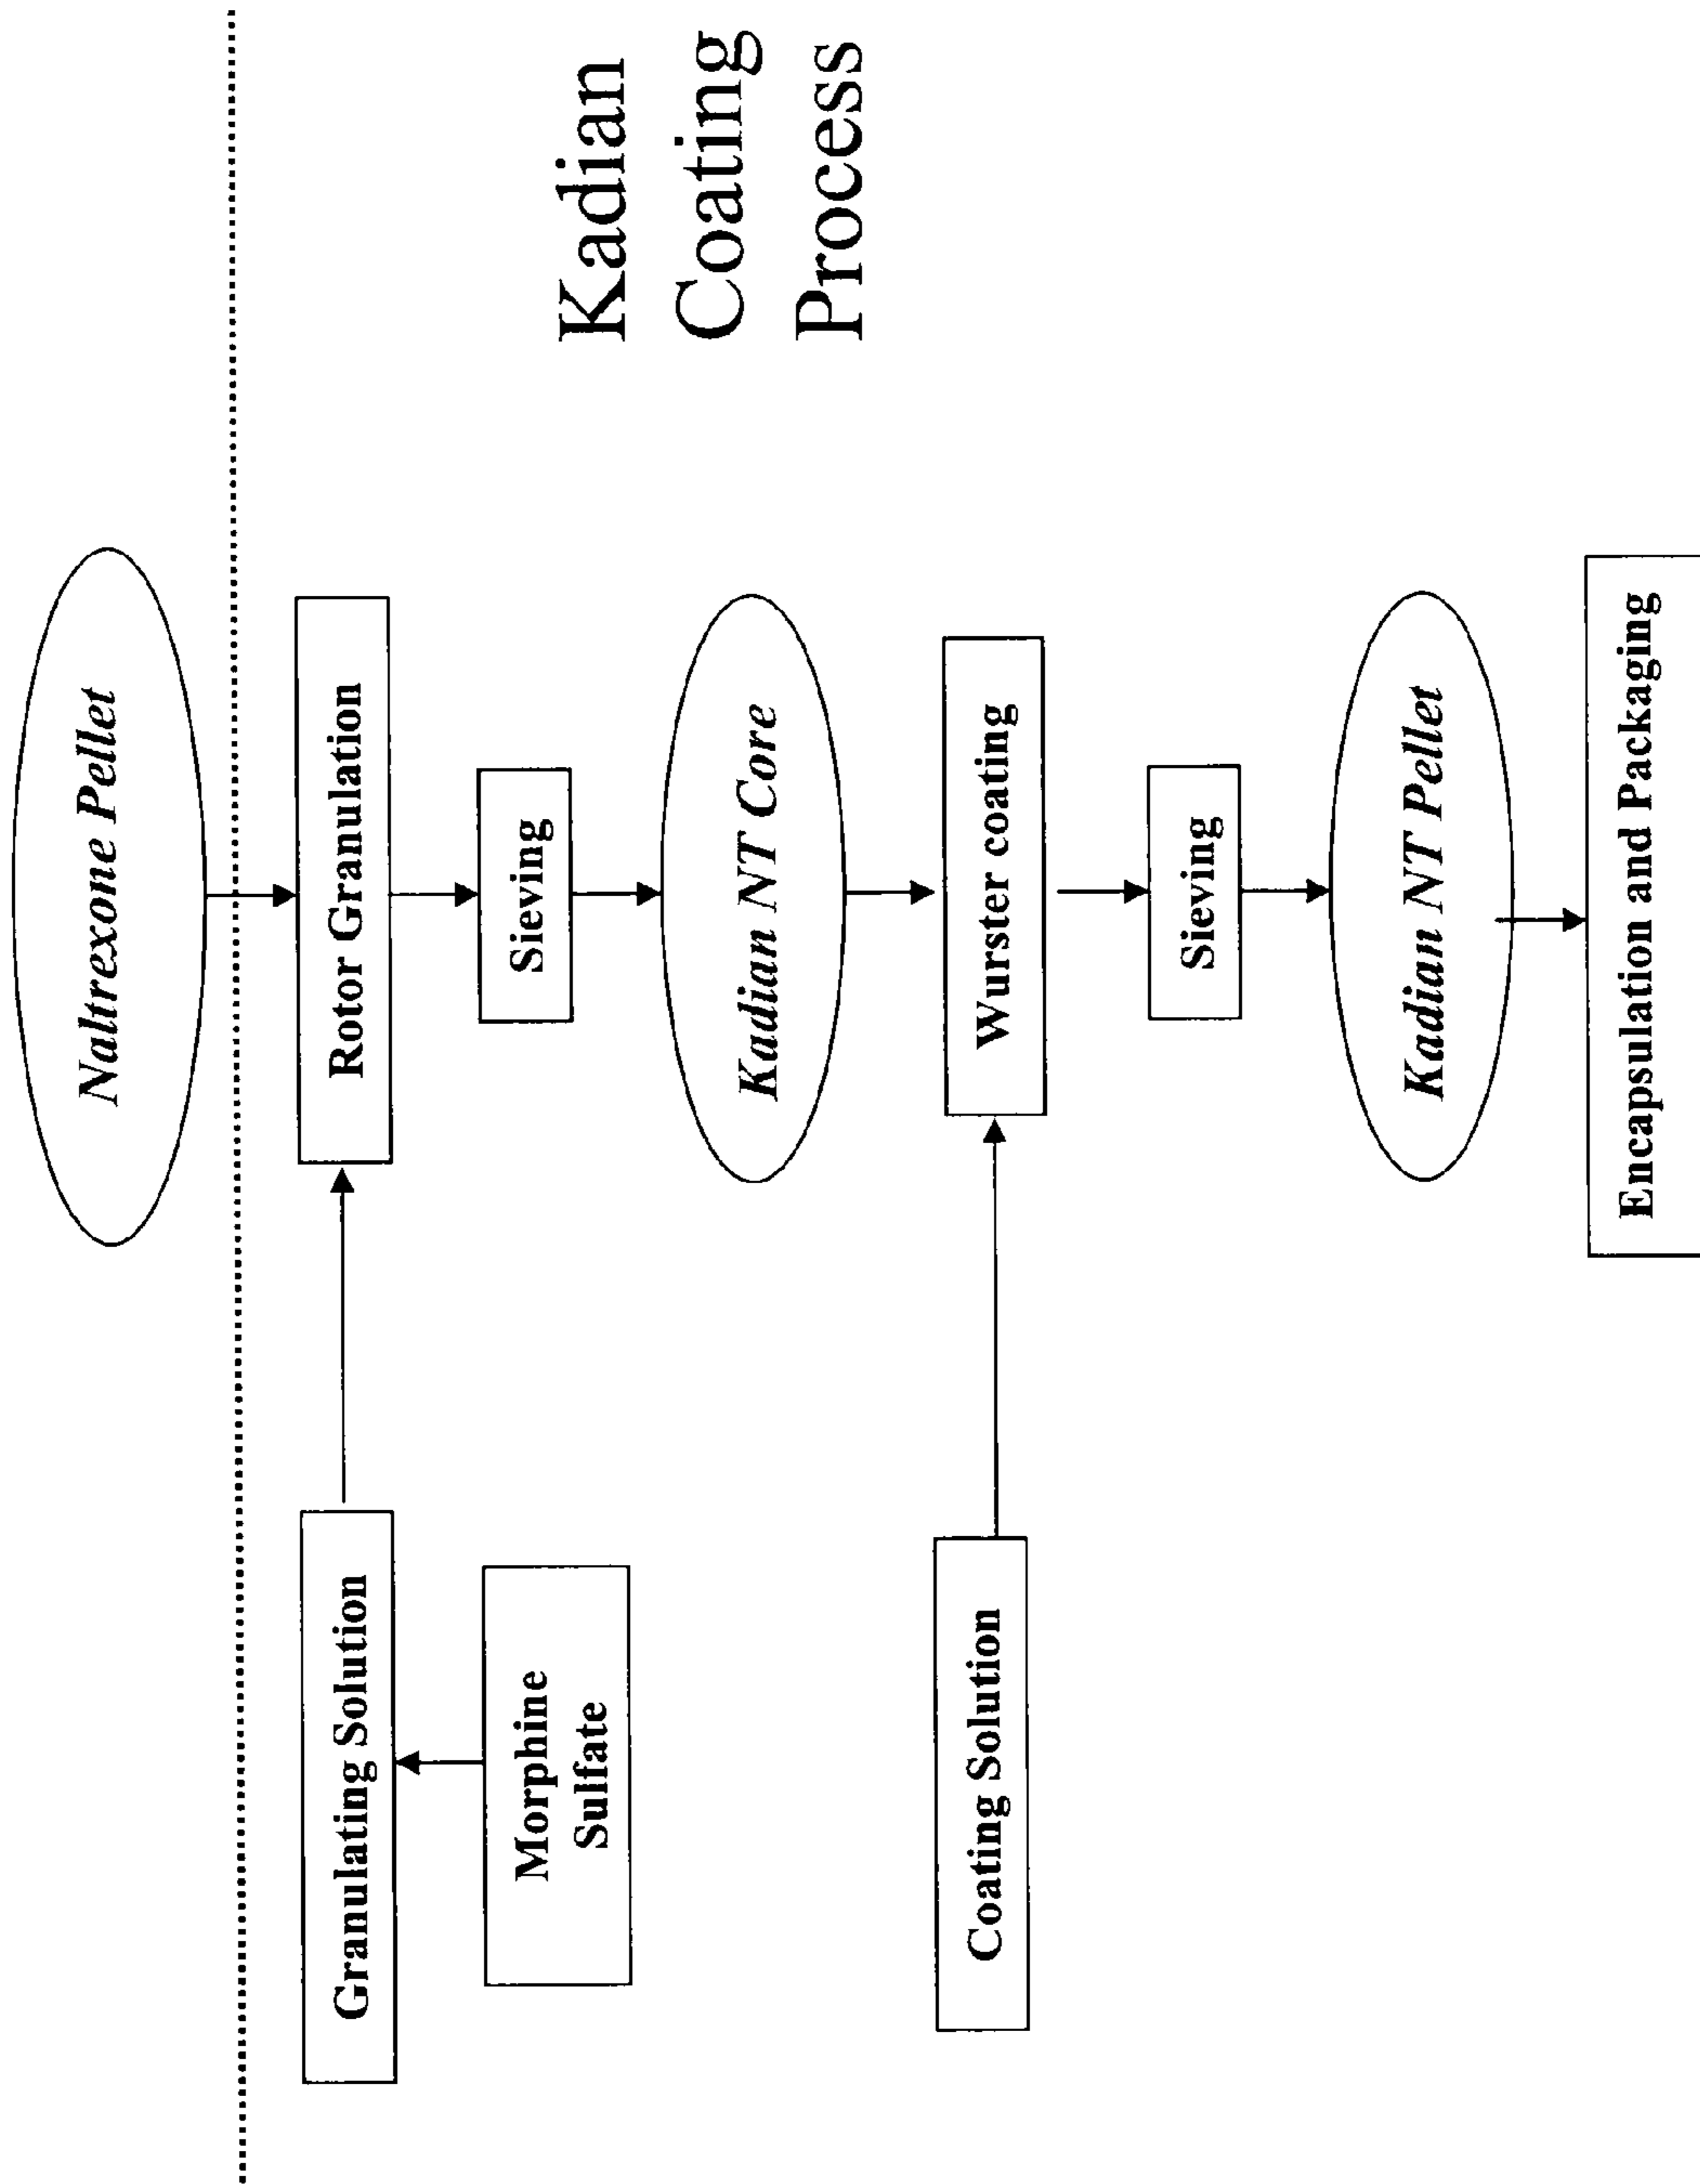 Naltrexone Pellet
Granulating Solution
Rotor Granulation
Morphine
Sulfate
Sieving
Kadian
Coating
Process
Kadian NT Core
Coating Solution
Wurster coating
Sieving
Kadian NT Pellet
Encapsulation and Packaging